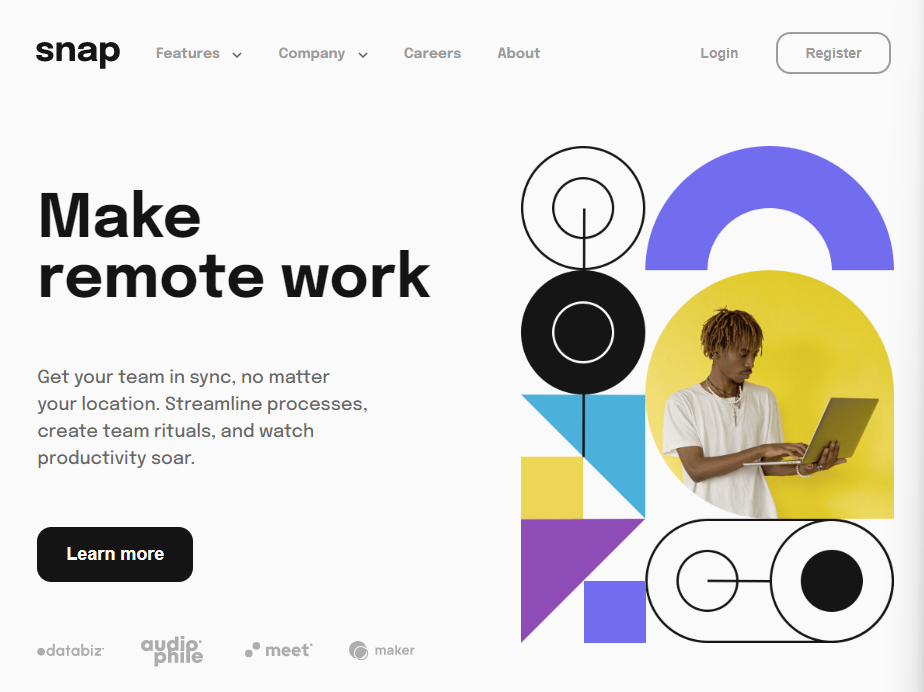 snap Features Company Careers About Login Register
Make
remote work
Get your team in sync, no matter
your location. Streamline processes,
create team rituals, and watch
productivity soar.
Learn more
databiz audiophile meet maker